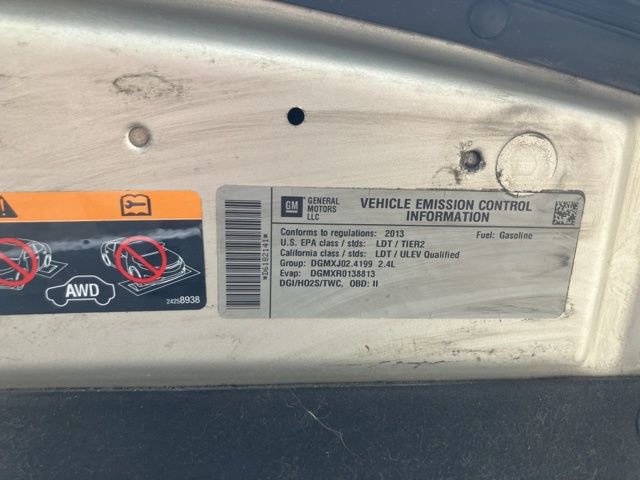 AWD
24258938
*D6182141*
GM
GENERAL
MOTORS
LLC
VEHICLE EMISSION CONTROL
INFORMATION
Conforms to regulations: 2013 Fuel: Gasoline
U.S. EPA class / stds: LDT / TIER2
California class / stds: LDT / ULEV Qualified
Group: DGMXJ02.4199 2.4L
Evap: DGMXR0138813
DGI/HO2S/TWC, OBD: II